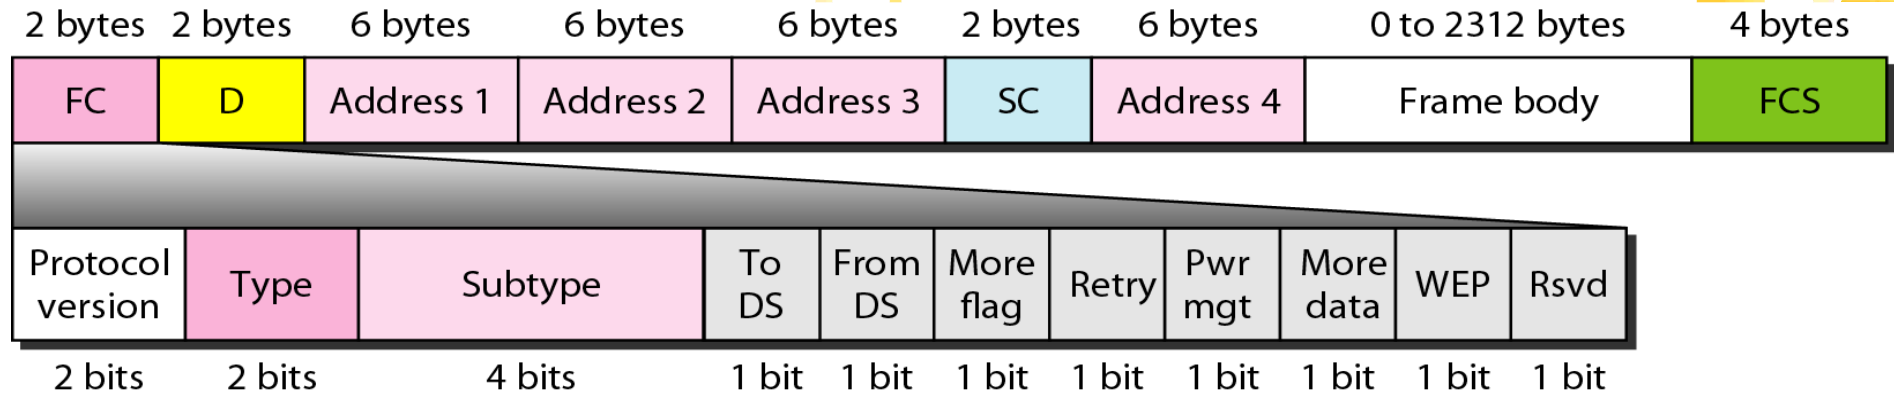 2 bytes 2 bytes 6 bytes 6 bytes 6 bytes 2 bytes 6 bytes 0 to 2312 bytes 4 bytes
FC D Address 1 Address 2 Address 3 SC Address 4 Frame body FCS
Protocol version Type Subtype To DS From DS More flag Retry Pwr mgt More data WEP Rsvd
2 bits 2 bits 4 bits 1 bit 1 bit 1 bit 1 bit 1 bit 1 bit 1 bit 1 bit